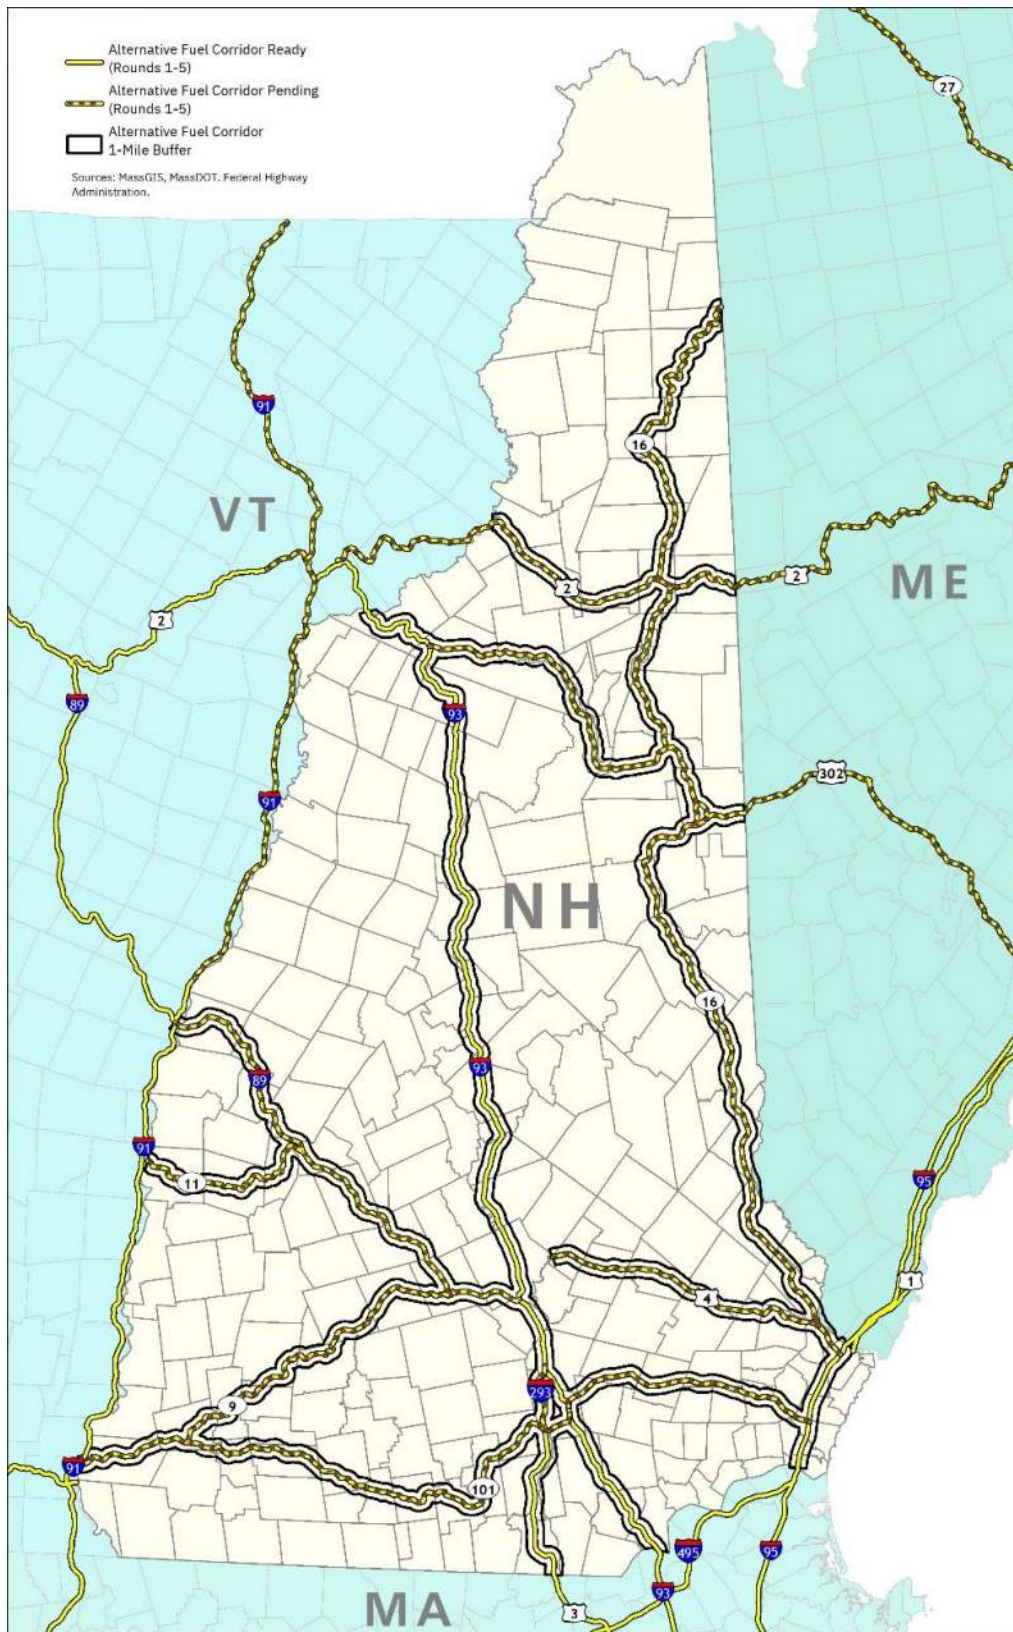 Alternative Fuel Corridor Ready
(Rounds 1-5)
Alternative Fuel Corridor Pending
(Rounds 1-5)
Alternative Fuel Corridor
1-Mile Buffer
Sources: MassGIS, MassDOT. Federal Highway
Administration.
27
91
16
VT
2
2
ME
2
89
93
302
91
NH
16
93
89
91
11
95
1
4
293
9
91
101
495
95
93
3
MA